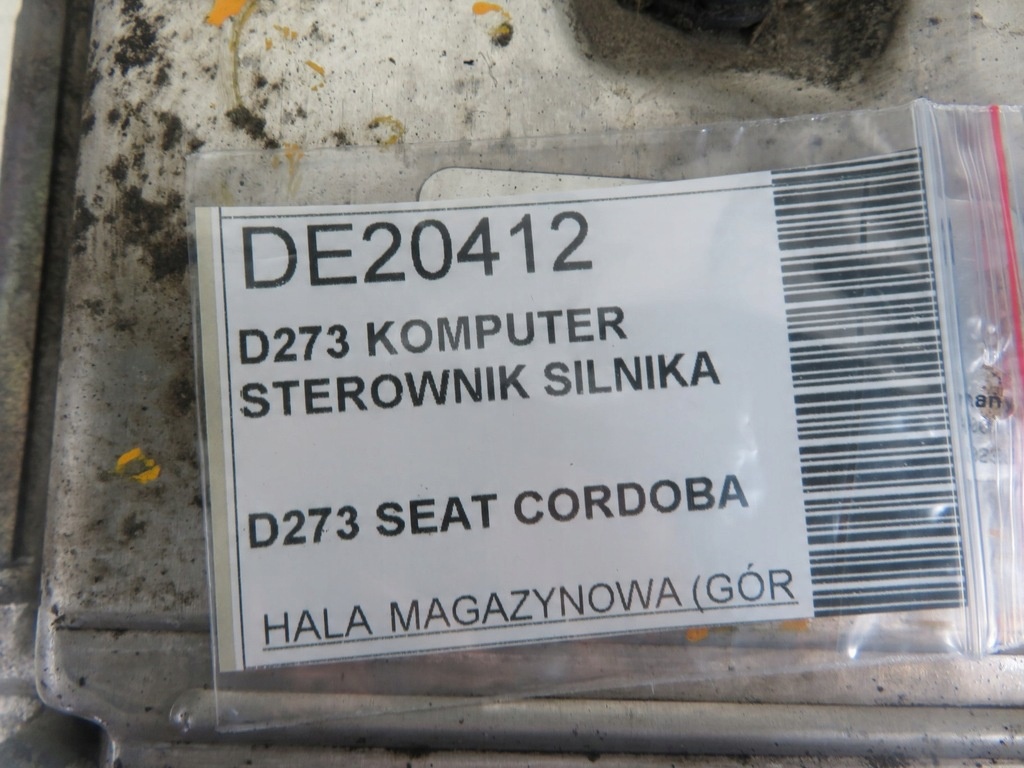 DE20412
D273 KOMPUTER
STEROWNIK SILNIKA
D273 SEAT CORDOBA
HALA MAGAZYNOWA (GÓR